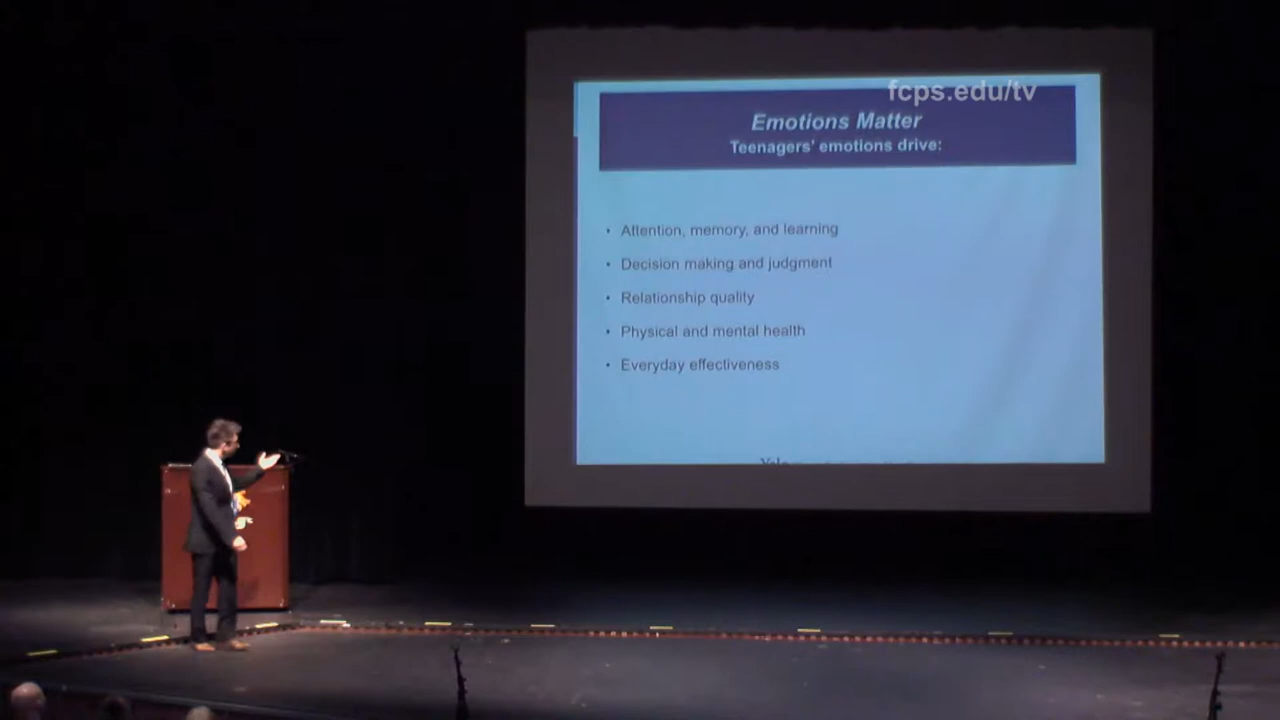 fcps.edu/tv
Emotions Matter
Teenagers' emotions drive:
• Attention, memory, and learning
• Decision making and judgment
• Relationship quality
• Physical and mental health
• Everyday effectiveness